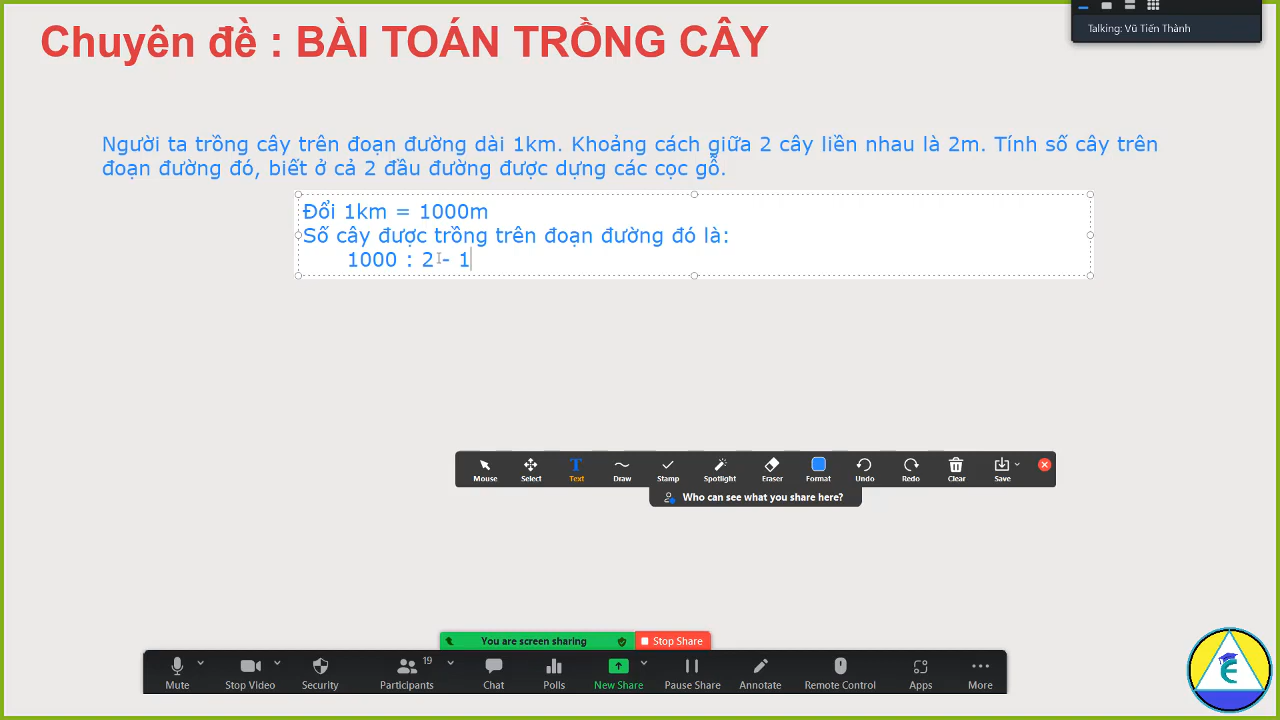 Talking: Vũ Tiến Thành
Chuyên đề : BÀI TOÁN TRỒNG CÂY
Người ta trồng cây trên đoạn đường dài 1km. Khoảng cách giữa 2 cây liền nhau là 2m. Tính số cây trên
đoạn đường đó, biết ở cả 2 đầu đường được dựng các cọc gỗ.
Đổi 1km = 1000m
Số cây được trồng trên đoạn đường đó là:
1000 : 2 - 1
Mouse Select Text Draw Stamp Spotlight Eraser Format Undo Redo Clear Save
Who can see what you share here?
You are screen sharing Stop Share
19
Mute Stop Video Security Participants Chat Polls New Share Pause Share Annotate Remote Control Apps More